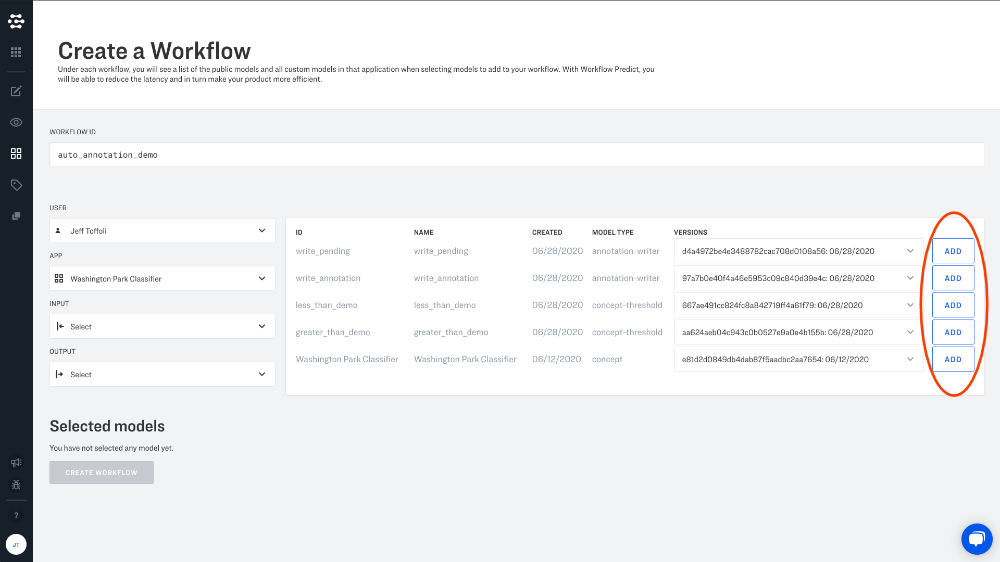 Create a Workflow
Under each workflow, you will see a list of the public models and all custom models in that application when selecting models to add to your workflow. With Workflow Predict, you
will be able to reduce the latency and in turn make your product more efficient.
WORKFLOW ID
auto_annotation_demo
USER
Jeff Toffoli
APP
Washington Park Classifier
INPUT
Select
OUTPUT
Select
ID NAME CREATED MODEL TYPE VERSIONS
write_pending write_pending 06/28/2020 annotation-writer d4a4972be4e3488782cac708d0108a56: 06/28/2020 ADD
write_annotation write_annotation 06/28/2020 annotation-writer 97a7b0e40f4a46e5953c09c840d39e4c: 06/28/2020 ADD
less_than_demo less_than_demo 06/28/2020 concept-threshold 667ae491cc824fc8a842719ff4a61f79: 06/28/2020 ADD
greater_than_demo greater_than_demo 06/28/2020 concept-threshold aa624aeb04c943c0b0527e9a0e4b155b: 06/28/2020 ADD
Washington Park Classifier Washington Park Classifier 06/12/2020 concept e81d2d0849db4dab87f5aadbc2aa7654: 06/12/2020 ADD
Selected models
You have not selected any model yet.
CREATE WORKFLOW
?
JT